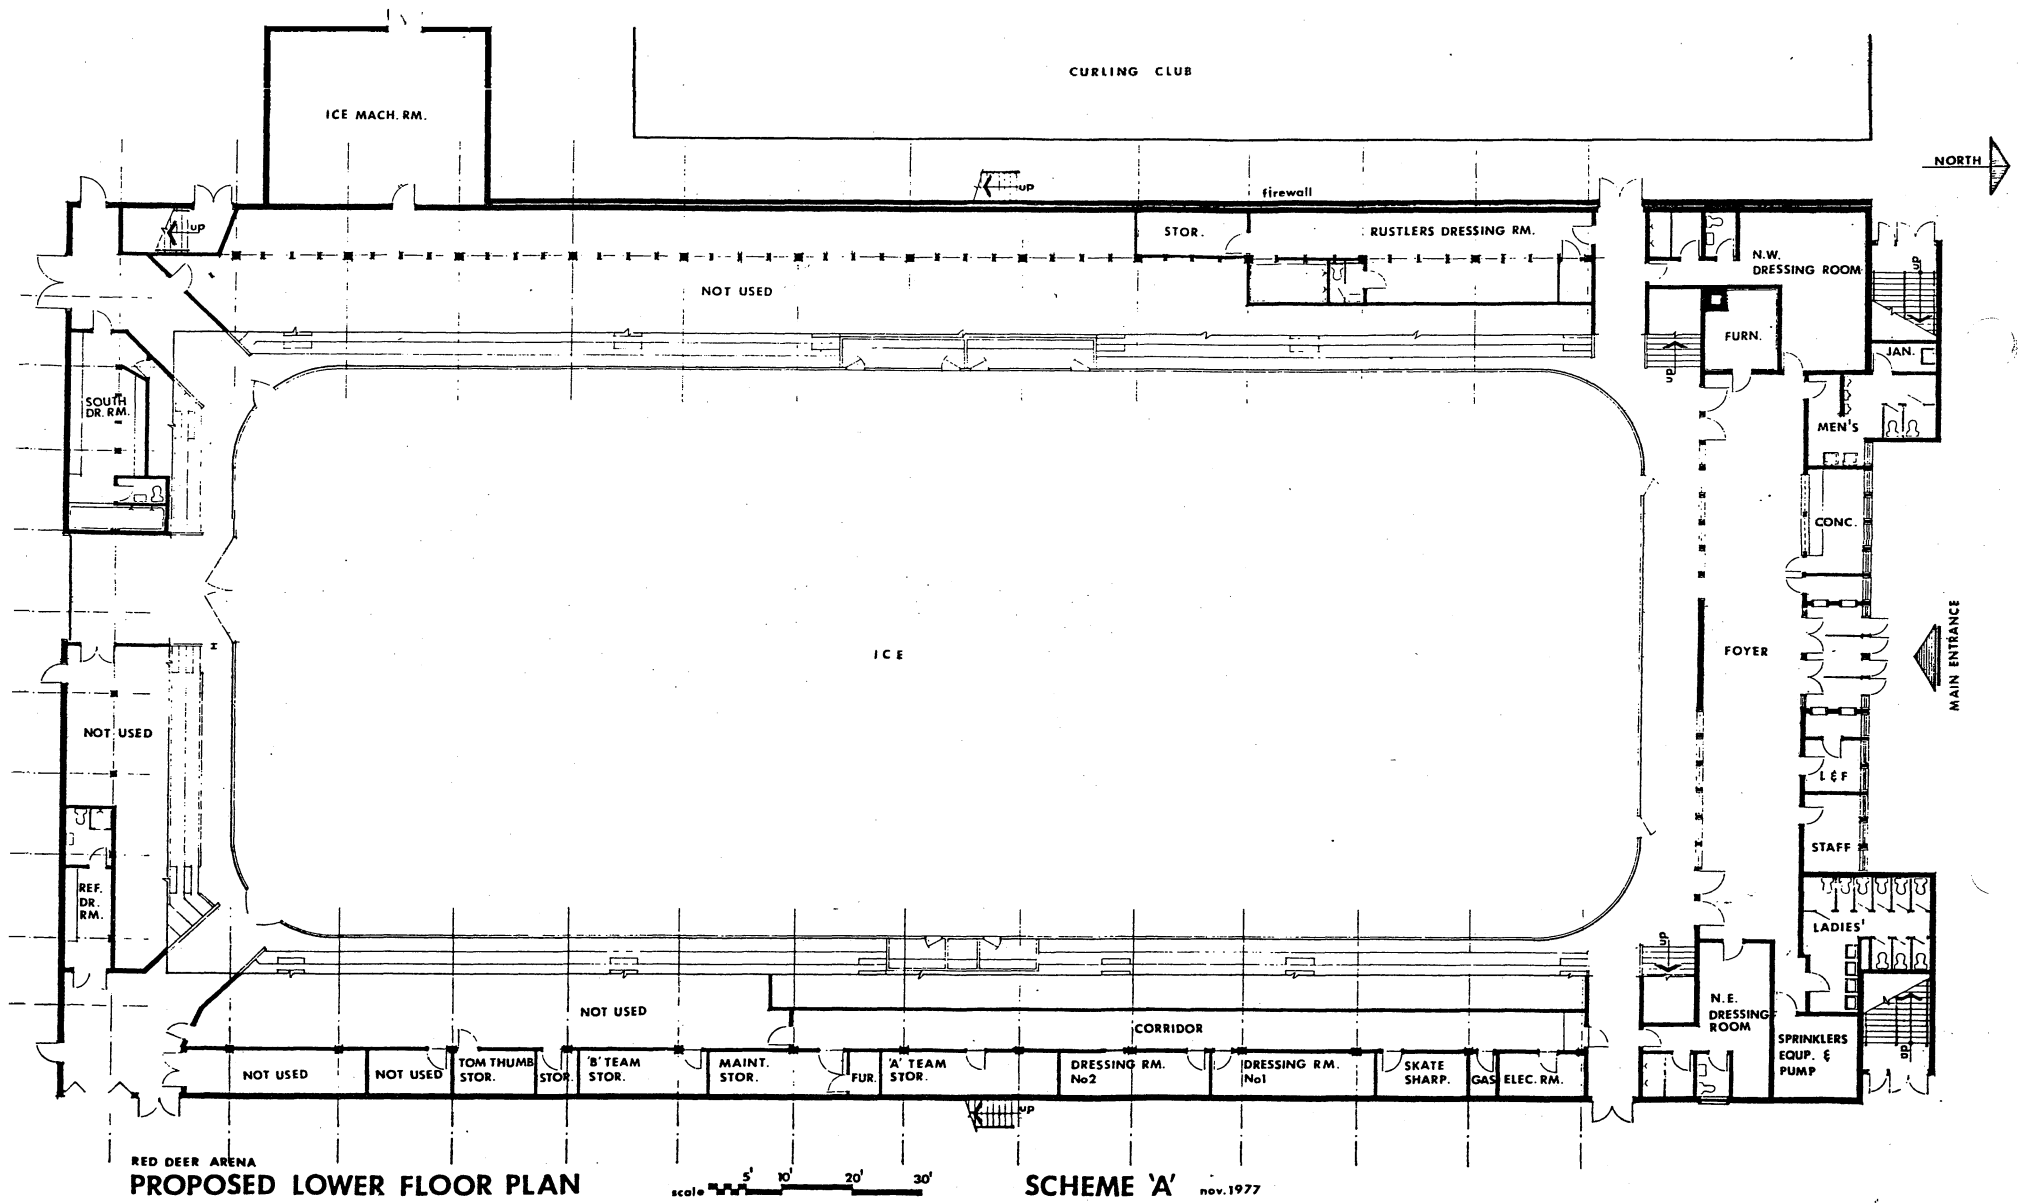 CURLING CLUB
ICE MACH. RM.
NORTH
up
firewall
up
STOR.
RUSTLERS DRESSING RM.
N.W.
DRESSING ROOM
up
NOT USED
FURN.
JAN.
up
SOUTH
DR. RM.
MEN'S
CONC.
ICE
FOYER
MAIN ENTRANCE
NOT USED
L & F
STAFF
REF.
DR.
RM.
LADIES'
up
NOT USED
N.E.
DRESSING
ROOM
CORRIDOR
SPRINKLERS
EQUP. &
PUMP
up
NOT USED
NOT USED
TOM THUMB
STOR.
STOR.
'B' TEAM
STOR.
MAINT.
STOR.
FUR.
'A' TEAM
STOR.
DRESSING RM.
No2
DRESSING RM.
No1
SKATE
SHARP.
GAS
ELEC. RM.
up
RED DEER ARENA
PROPOSED LOWER FLOOR PLAN
scale 5' 10' 20' 30'
SCHEME 'A' nov. 1977